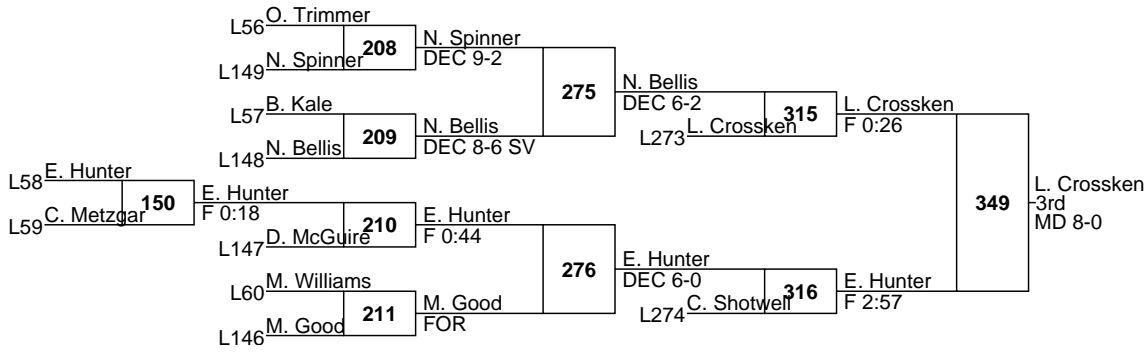 O. Trimmer
L56
208
N. Spinner
DEC 9-2
N. Spinner
L149
275
N. Bellis
DEC 6-2
B. Kale
L57
209
N. Bellis
DEC 8-6 SV
N. Bellis
L148
315
L. Crossken
F 0:26
L. Crossken
L273
E. Hunter
L58
150
E. Hunter
F 0:18
C. Metzgar
L59
349
L. Crossken
3rd
MD 8-0
210
E. Hunter
F 0:44
D. McGuire
L147
276
E. Hunter
DEC 6-0
M. Williams
L60
211
M. Good
FOR
M. Good
L146
316
E. Hunter
F 2:57
C. Shotwell
L274